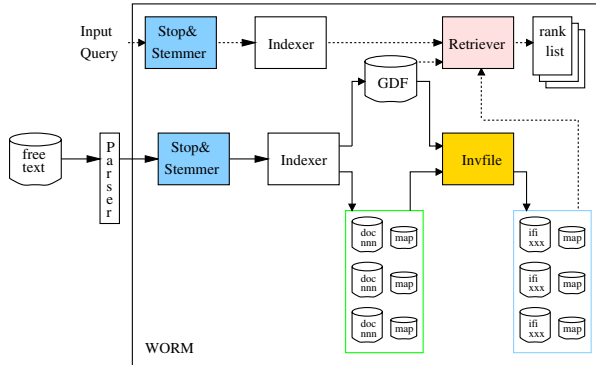 Input
Query
Stop&
Stemmer
Indexer
Retriever
rank
list
GDF
free
text
Parser
Stop&
Stemmer
Indexer
Invfile
doc
nnn
map
doc
nnn
map
doc
nnn
map
ifi
xxx
map
ifi
xxx
map
ifi
xxx
map
WORM